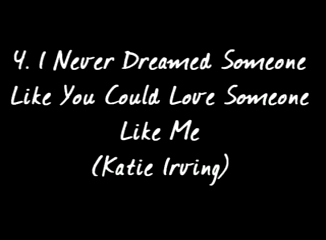 4. I Never Dreamed Someone
Like You Could Love Someone
Like Me
(Katie Irving)